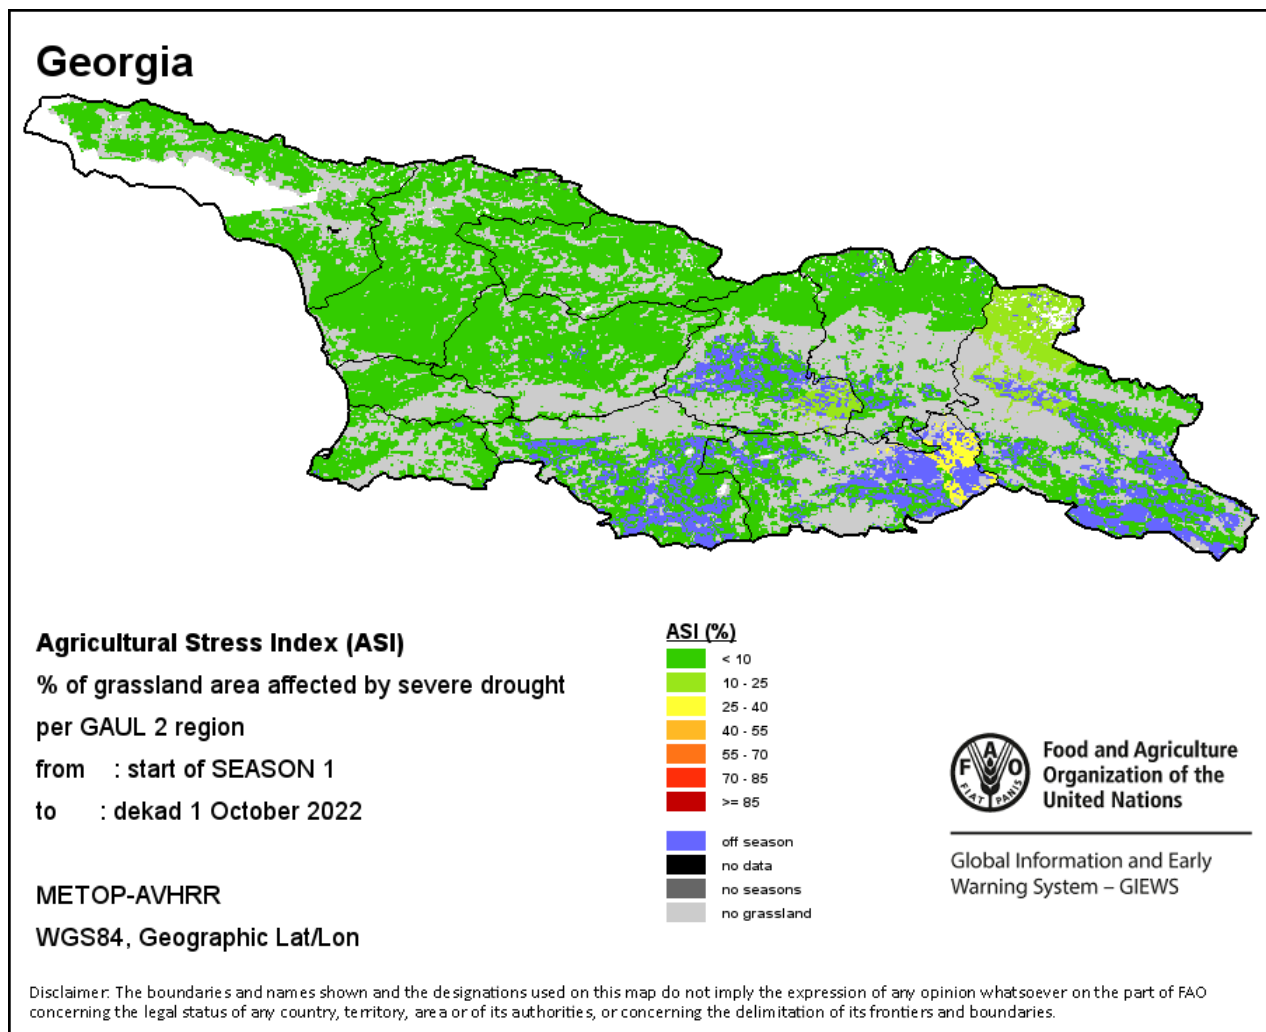 Georgia
Agricultural Stress Index (ASI)
% of grassland area affected by severe drought
per GAUL 2 region
from : start of SEASON 1
to : dekad 1 October 2022
METOP-AVHRR
WGS84, Geographic Lat/Lon
ASI (%)
< 10
10 - 25
25 - 40
40 - 55
55 - 70
70 - 85
>= 85
off season
no data
no seasons
no grassland
F A O
FIAT PANIS
Food and Agriculture
Organization of the
United Nations
Global Information and Early
Warning System – GIEWS
Disclaimer: The boundaries and names shown and the designations used on this map do not imply the expression of any opinion whatsoever on the part of FAO
concerning the legal status of any country, territory, area or of its authorities, or concerning the delimitation of its frontiers and boundaries.